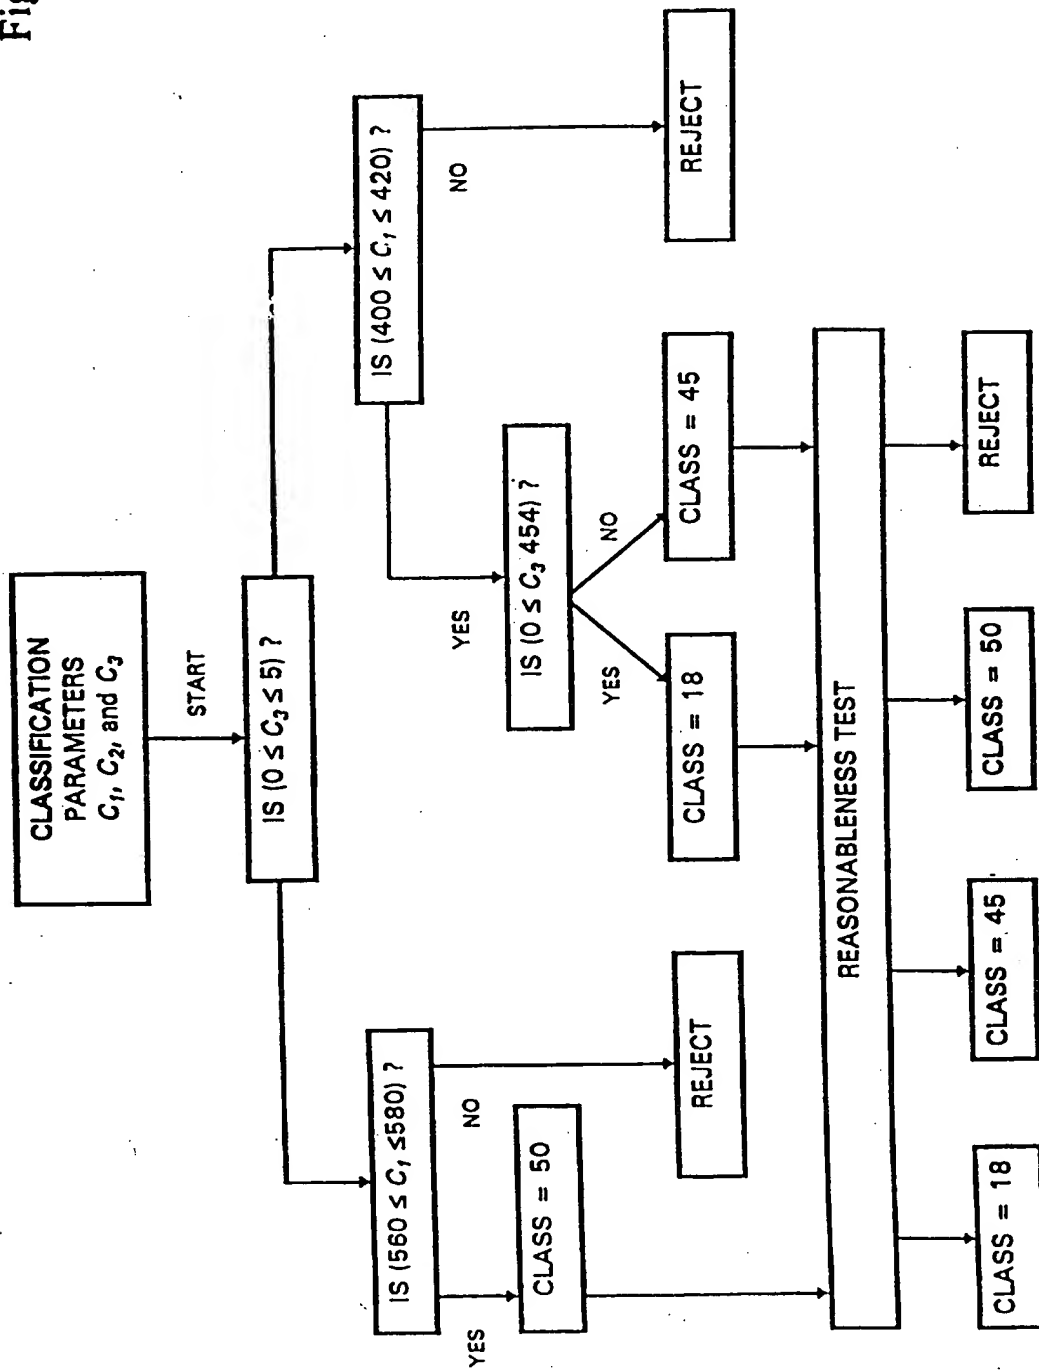 Fig
CLASSIFICATION
PARAMETERS
C1, C2, and C3
START
IS (0 ≤ C3 ≤ 5) ?
IS (560 ≤ C1 ≤580) ?
IS (400 ≤ C1 ≤ 420) ?
YES
NO
YES
NO
CLASS = 50
IS (0 ≤ C3 454) ?
YES
NO
REJECT
CLASS = 18
CLASS = 45
REJECT
REASONABLENESS TEST
CLASS = 18
CLASS = 45
CLASS = 50
REJECT